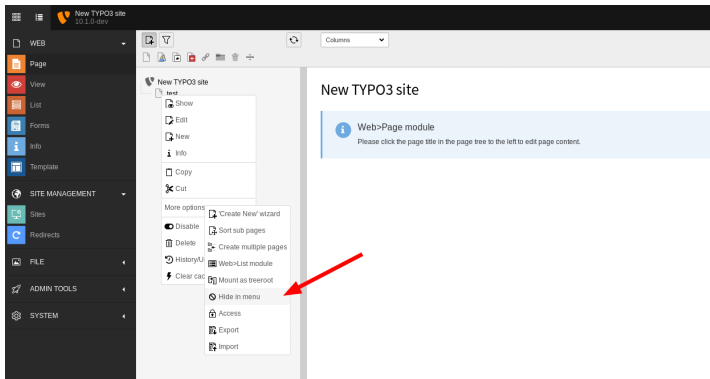 New TYPO3 site
10.1.0-dev
WEB
Page
View
List
Forms
Info
Template
SITE MANAGEMENT
Sites
Redirects
FILE
ADMIN TOOLS
SYSTEM
New TYPO3 site
test
Show
Edit
New
Info
Copy
Cut
More options
Disable
Delete
History/U
Clear cac
'Create New' wizard
Sort sub pages
Create multiple pages
Web>List module
Mount as treeroot
Hide in menu
Access
Export
Import
Columns
New TYPO3 site
Web>Page module
Please click the page title in the page tree to the left to edit page content.